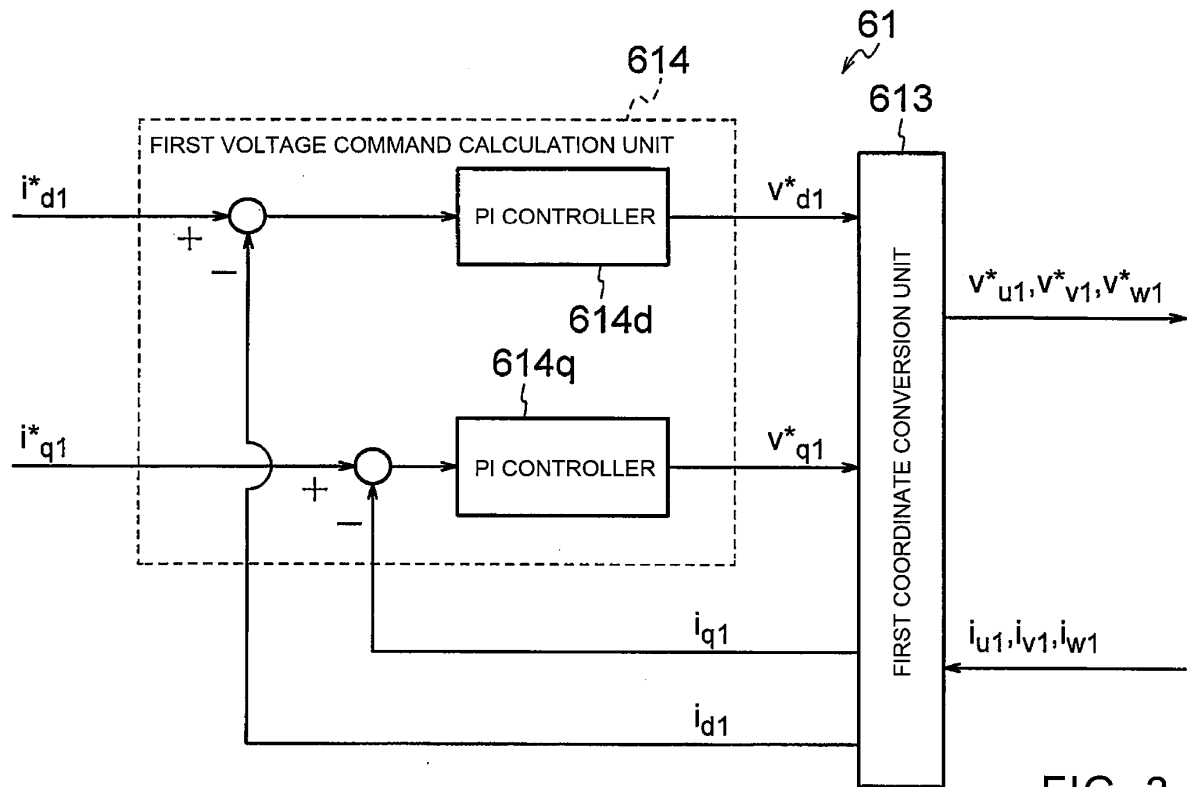 61
614
613
FIRST VOLTAGE COMMAND CALCULATION UNIT
i*d1
+
−
PI CONTROLLER
v*d1
614d
v*u1,v*v1,v*w1
614q
i*q1
+
−
PI CONTROLLER
v*q1
FIRST COORDINATE CONVERSION UNIT
iq1
iu1,iv1,iw1
id1